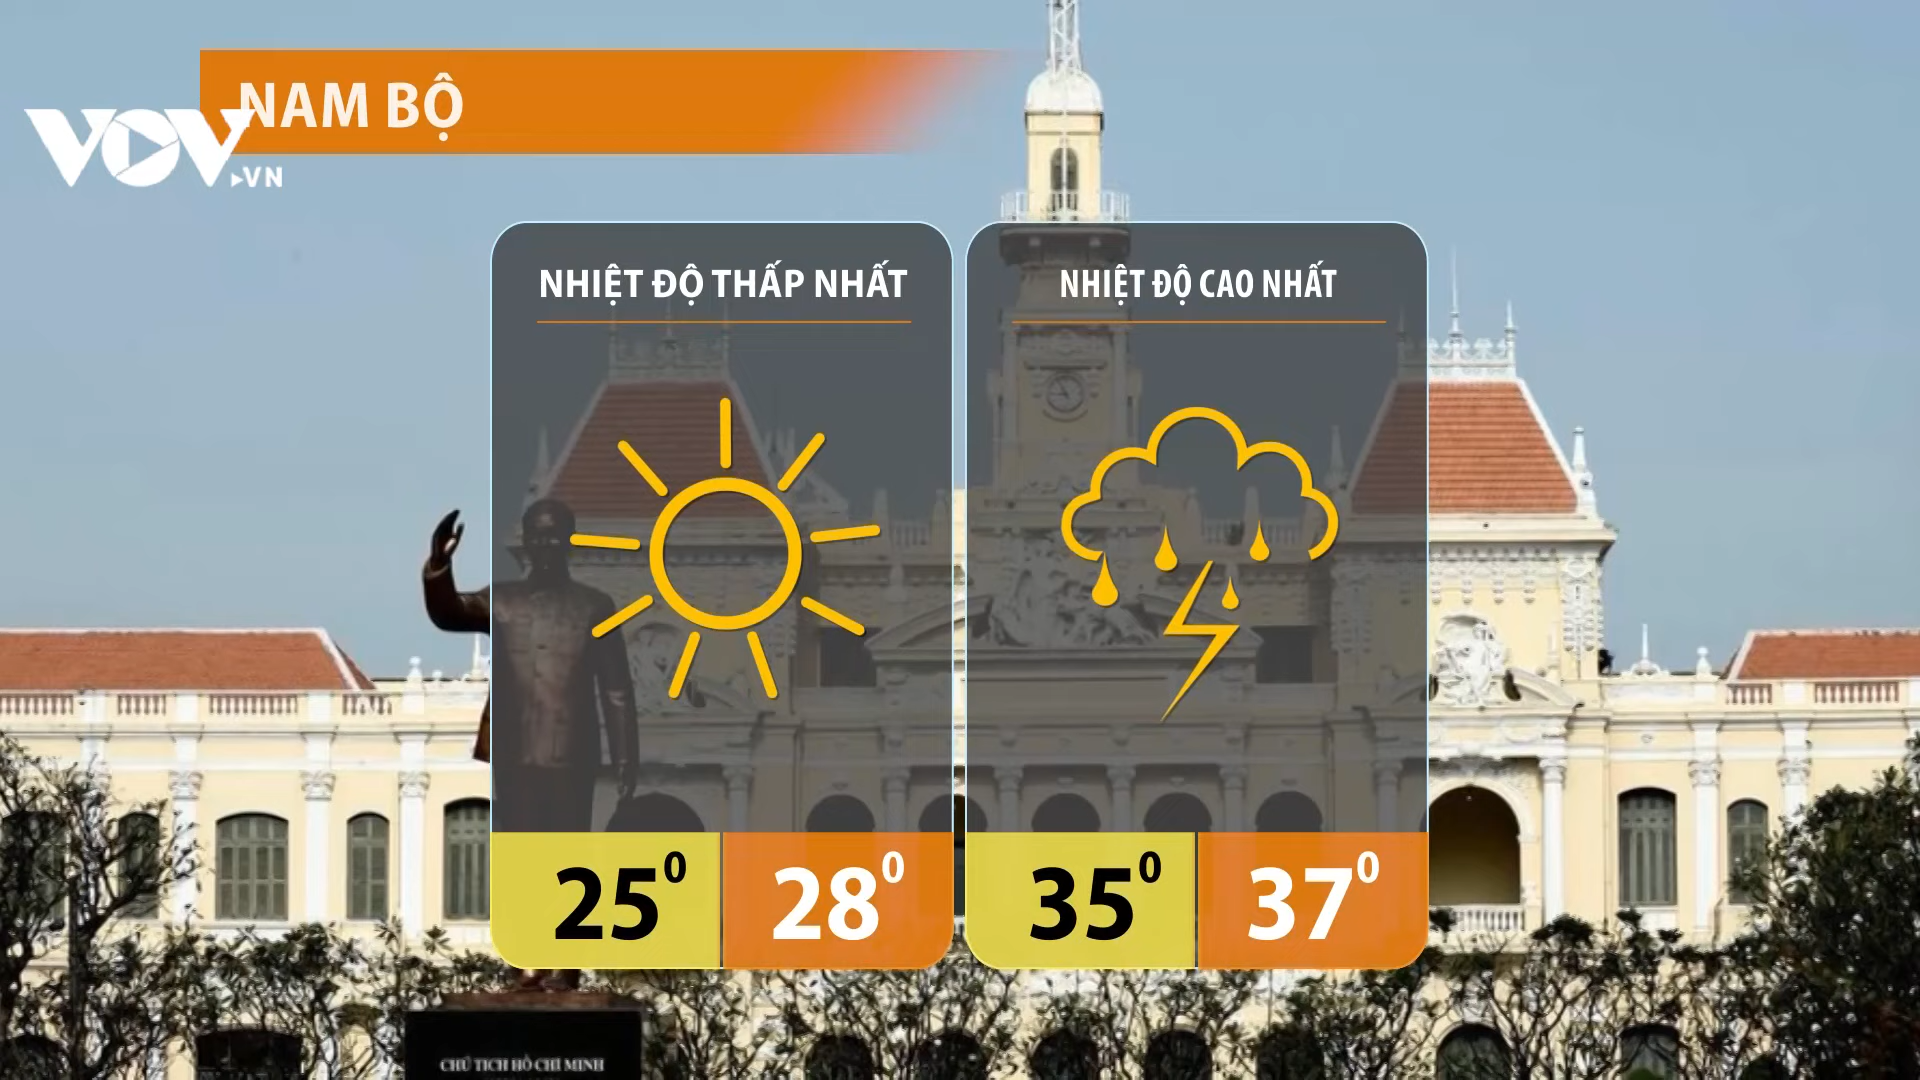 NAM BỘ
VOV.VN
NHIỆT ĐỘ THẤP NHẤT
NHIỆT ĐỘ CAO NHẤT
25⁰ 28⁰
35⁰ 37⁰
CHỦ TỊCH HỒ CHÍ MINH